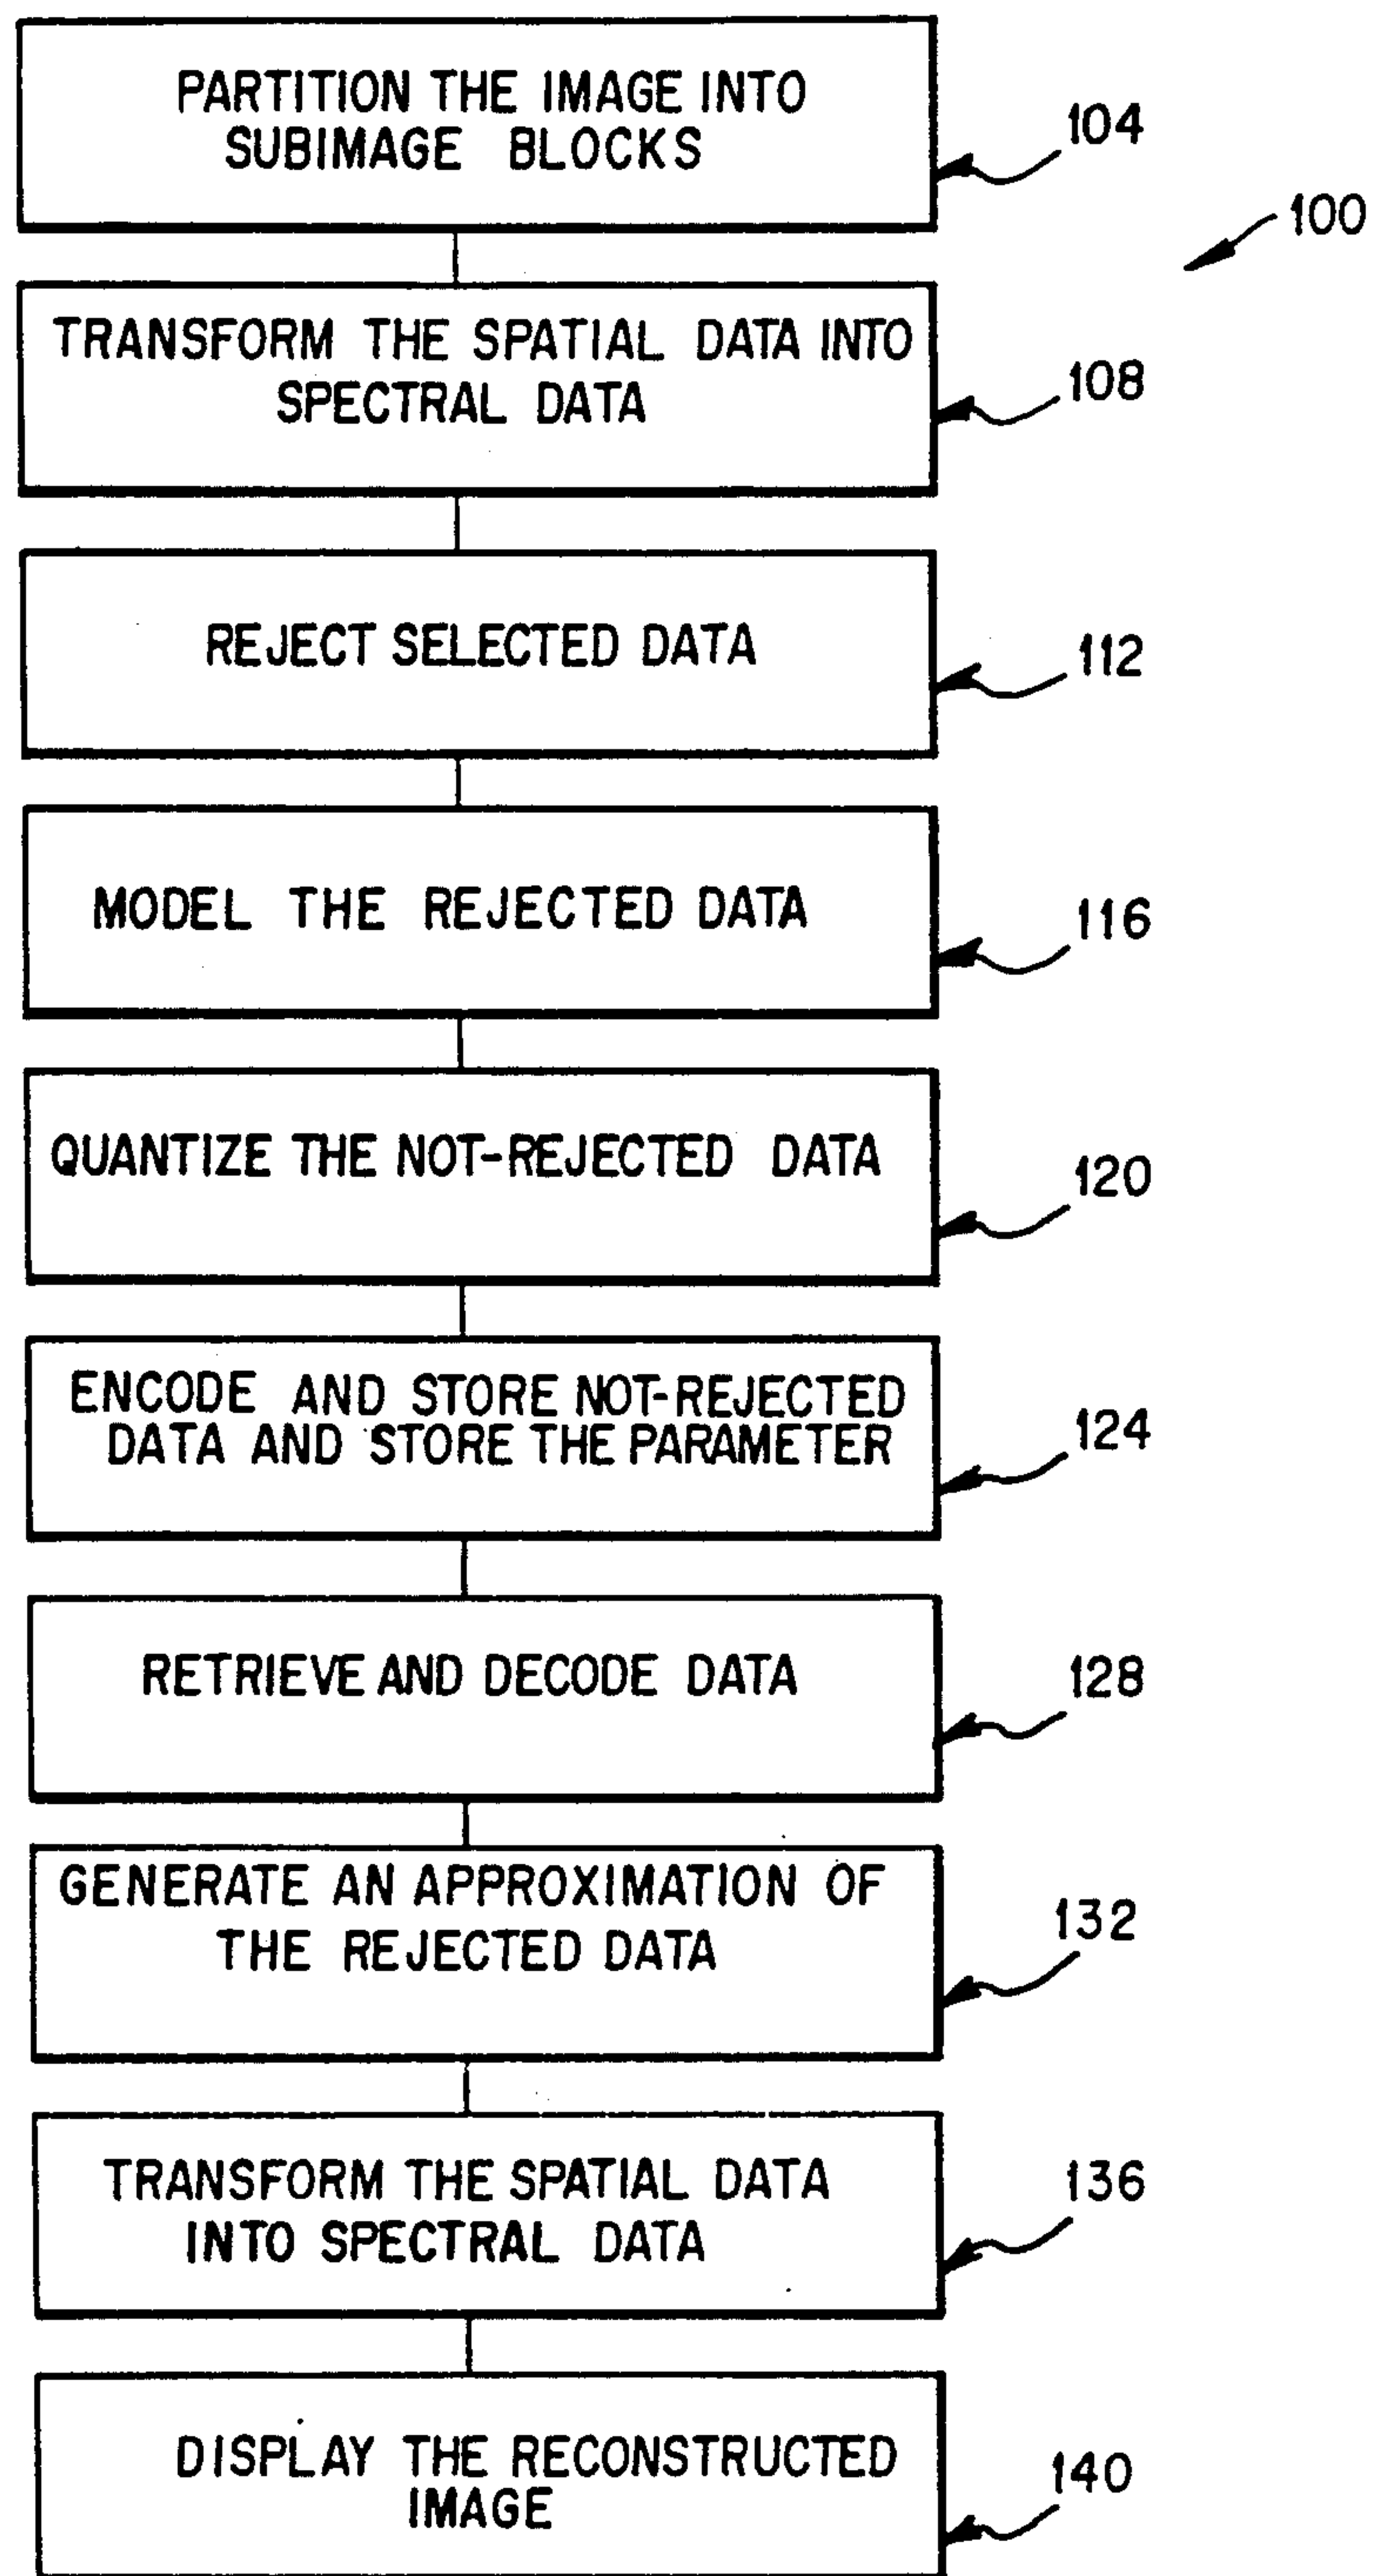 PARTITION THE IMAGE INTO
SUBIMAGE BLOCKS
104
100
TRANSFORM THE SPATIAL DATA INTO
SPECTRAL DATA
108
REJECT SELECTED DATA
112
MODEL THE REJECTED DATA
116
QUANTIZE THE NOT-REJECTED DATA
120
ENCODE AND STORE NOT-REJECTED
DATA AND STORE THE PARAMETER
124
RETRIEVE AND DECODE DATA
128
GENERATE AN APPROXIMATION OF
THE REJECTED DATA
132
TRANSFORM THE SPATIAL DATA
INTO SPECTRAL DATA
136
DISPLAY THE RECONSTRUCTED
IMAGE
140